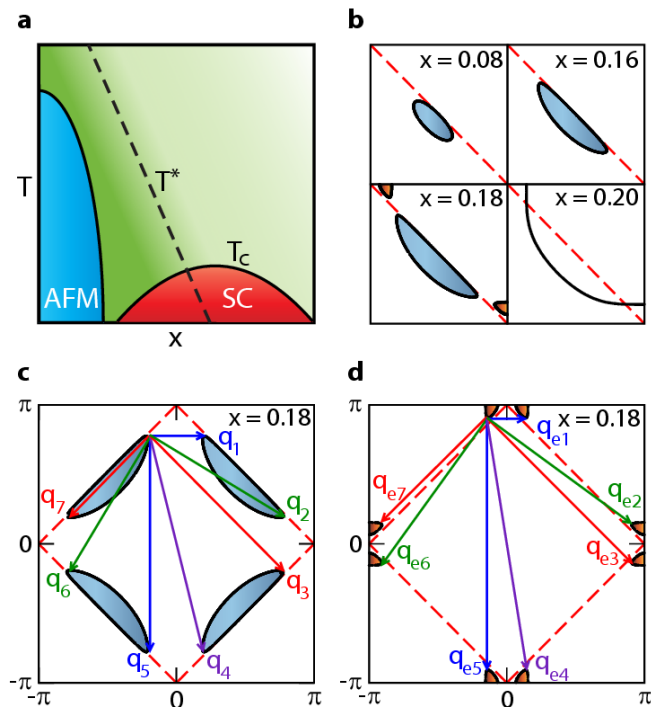 a
T
T*
Tc
AFM
SC
x
b
x = 0.08
x = 0.16
x = 0.18
x = 0.20
c
π
x = 0.18
q1
q7
q2
0
q6
q3
q5
q4
-π
-π
0
π
d
π
x = 0.18
qe1
qe7
qe2
0
qe6
qe3
qe5
qe4
-π
-π
0
π